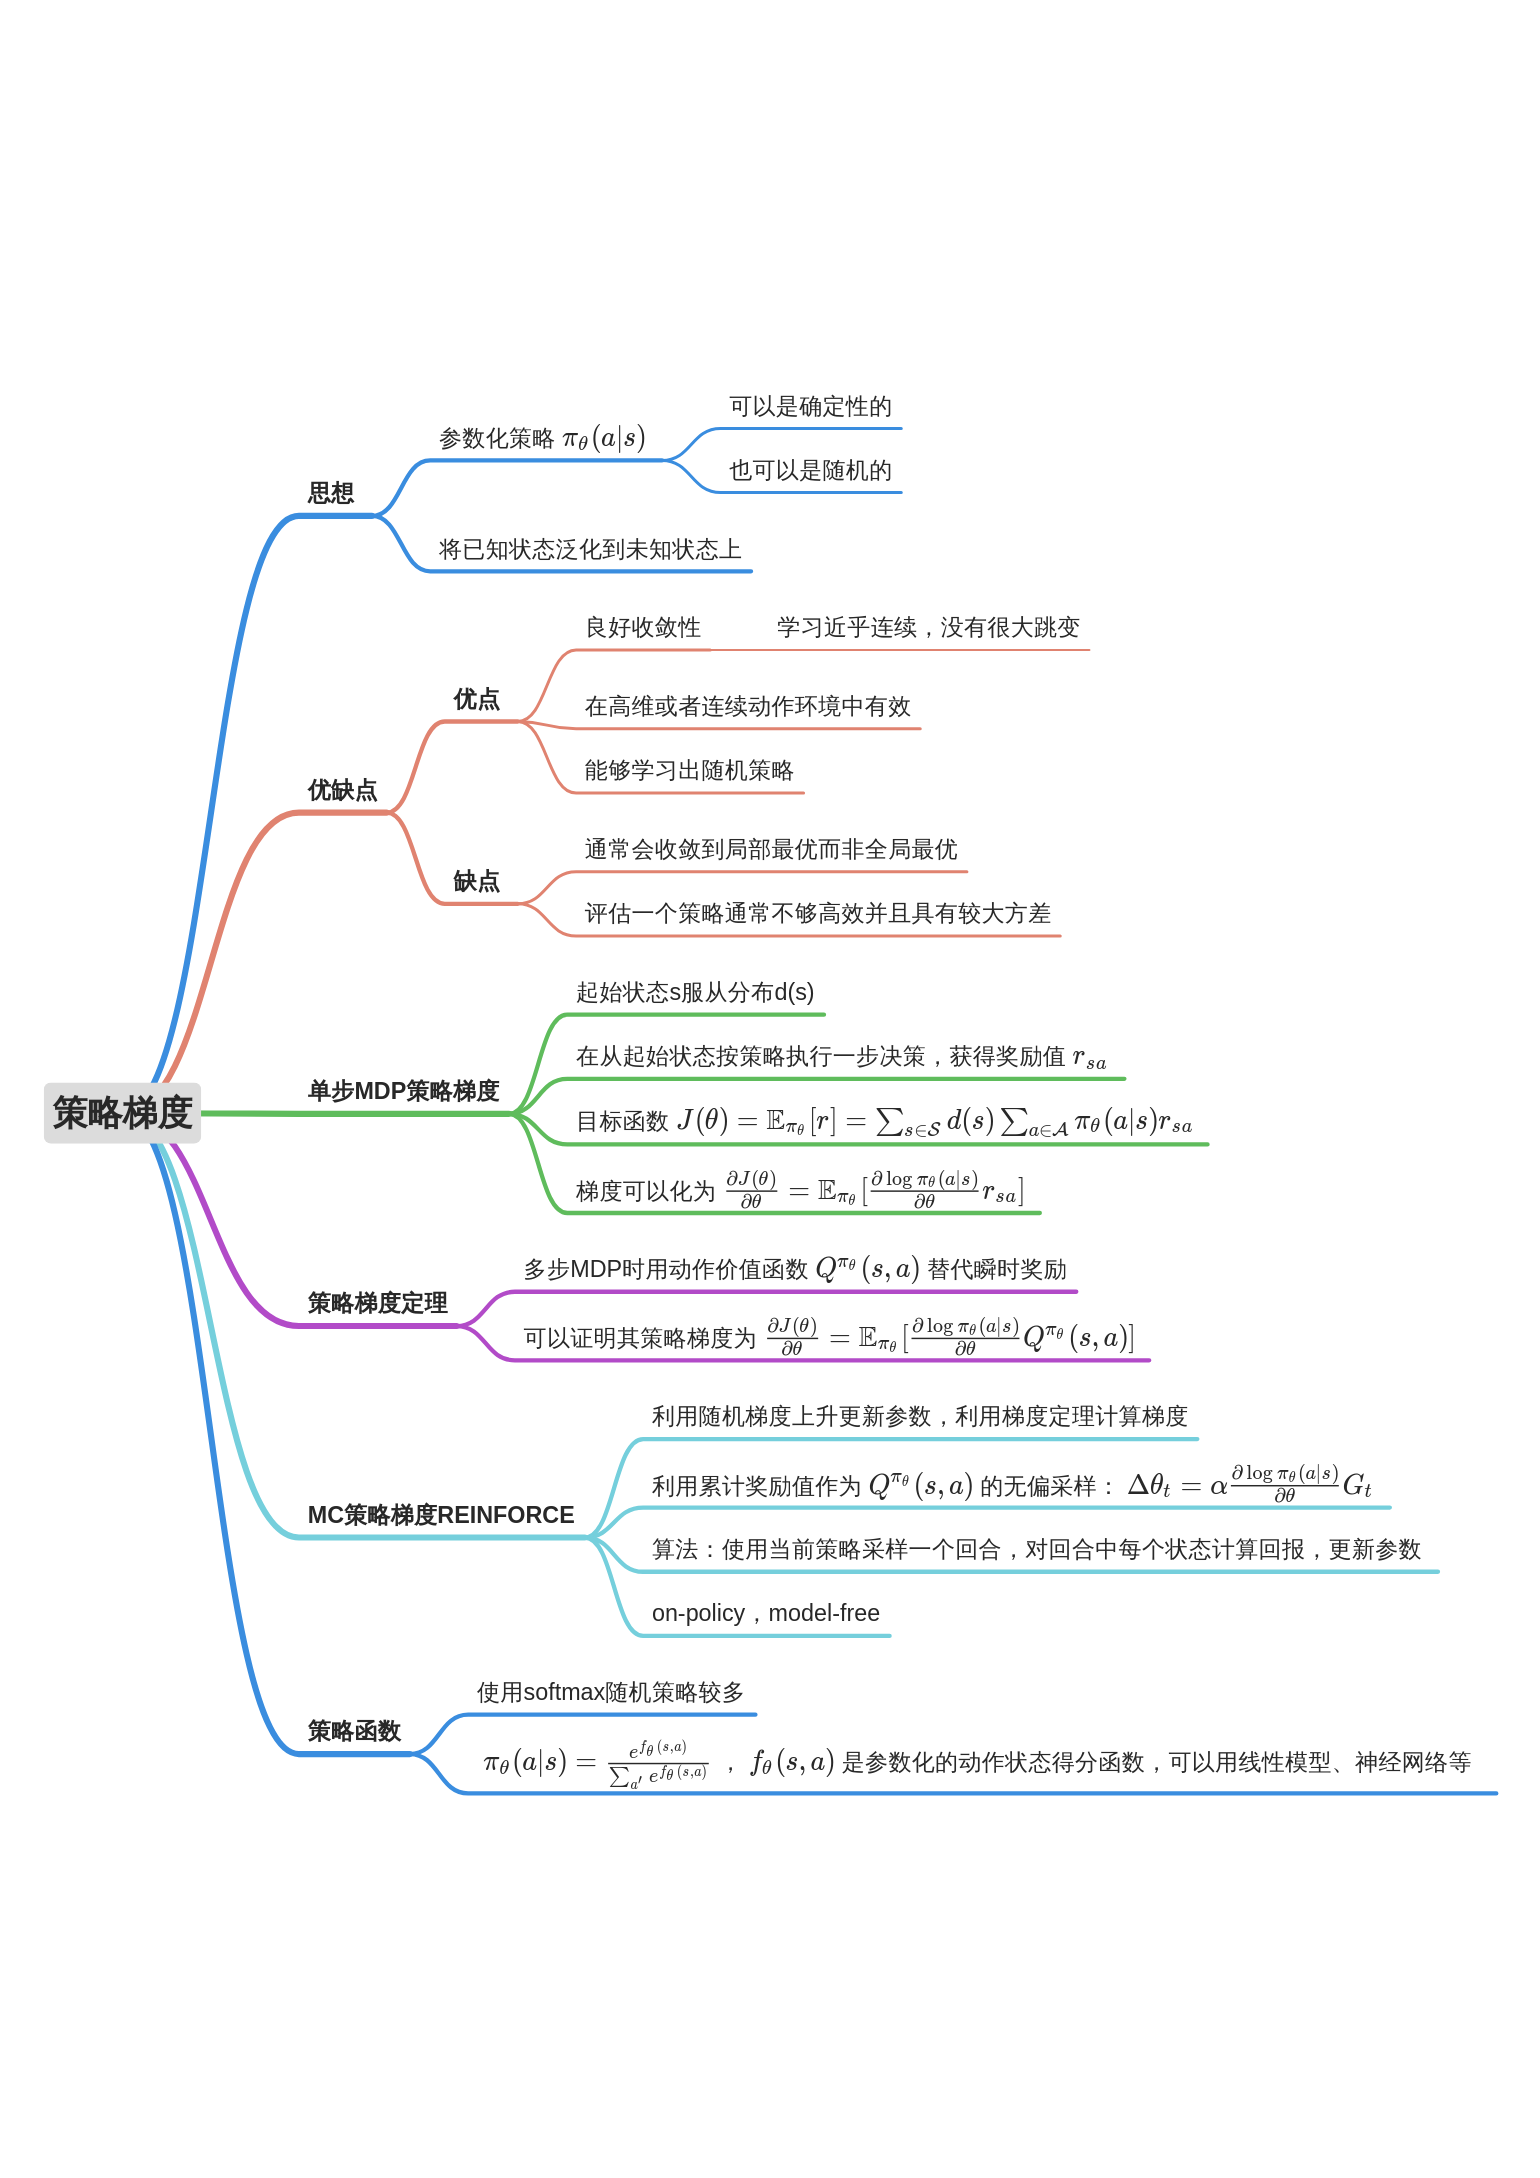 策略梯度
思想
参数化策略 $\pi_\theta(a|s)$
可以是确定性的
也可以是随机的
将已知状态泛化到未知状态上
优缺点
优点
良好收敛性
学习近乎连续，没有很大跳变
在高维或者连续动作环境中有效
能够学习出随机策略
缺点
通常会收敛到局部最优而非全局最优
评估一个策略通常不够高效并且具有较大方差
单步MDP策略梯度
起始状态s服从分布d(s)
在从起始状态按策略执行一步决策，获得奖励值 $r_{sa}$
目标函数 $J(\theta) = \mathbb{E}_{\pi_\theta}[r] = \sum_{s \in \mathcal{S}} d(s) \sum_{a \in \mathcal{A}} \pi_\theta(a|s) r_{sa}$
梯度可以化为 $\frac{\partial J(\theta)}{\partial \theta} = \mathbb{E}_{\pi_\theta}[\frac{\partial \log \pi_\theta(a|s)}{\partial \theta} r_{sa}]$
策略梯度定理
多步MDP时用动作价值函数 $Q^{\pi_\theta}(s, a)$ 替代瞬时奖励
可以证明其策略梯度为 $\frac{\partial J(\theta)}{\partial \theta} = \mathbb{E}_{\pi_\theta}[\frac{\partial \log \pi_\theta(a|s)}{\partial \theta} Q^{\pi_\theta}(s, a)]$
MC策略梯度REINFORCE
利用随机梯度上升更新参数，利用梯度定理计算梯度
利用累计奖励值作为 $Q^{\pi_\theta}(s, a)$ 的无偏采样： $\Delta\theta_t = \alpha \frac{\partial \log \pi_\theta(a|s)}{\partial \theta} G_t$
算法：使用当前策略采样一个回合，对回合中每个状态计算回报，更新参数
on-policy，model-free
策略函数
使用softmax随机策略较多
$\pi_\theta(a|s) = \frac{e^{f_\theta(s,a)}}{\sum_{a'} e^{f_\theta(s,a)}}$ ， $f_\theta(s, a)$ 是参数化的动作状态得分函数，可以用线性模型、神经网络等